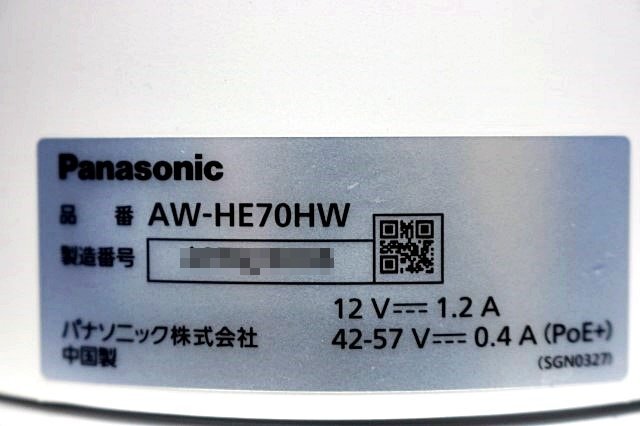 Panasonic
品 番 AW-HE70HW
製造番号
12 V⎓ 1.2 A
パナソニック株式会社 42-57 V⎓ 0.4 A (PoE+)
中国製 (SGN0327)